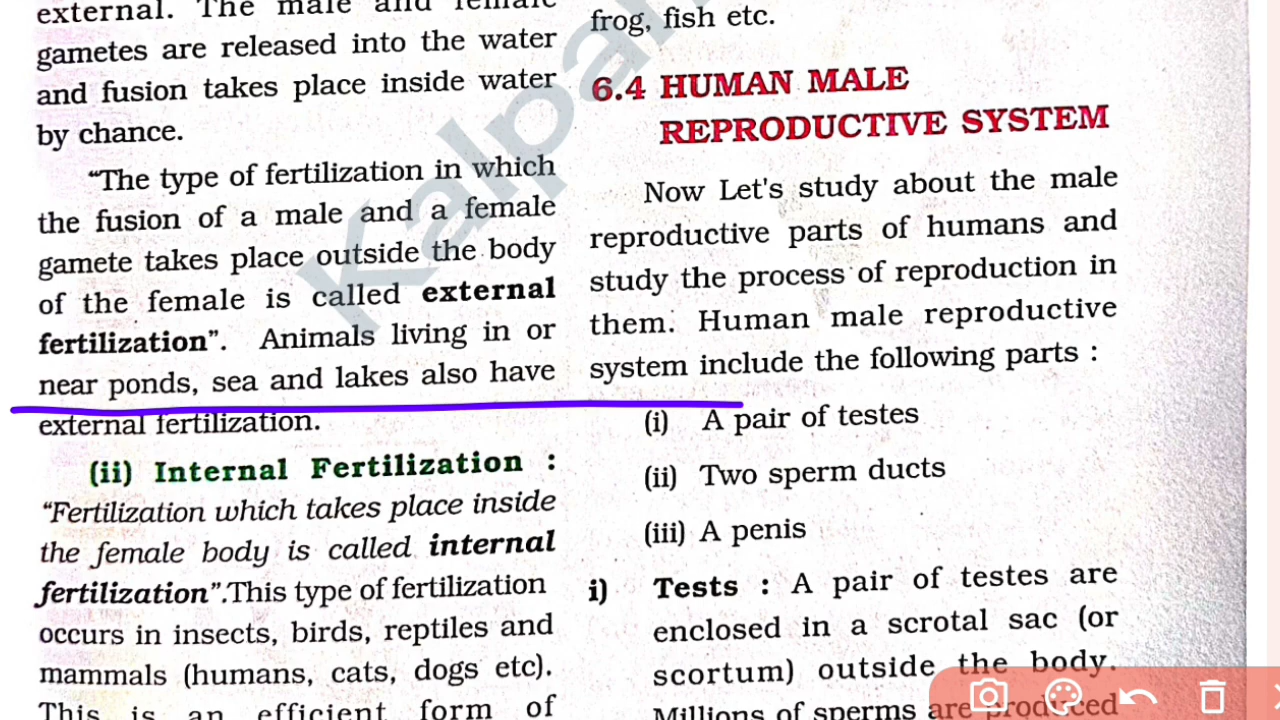 external. The male and female
gametes are released into the water
and fusion takes place inside water
by chance.
“The type of fertilization in which
the fusion of a male and a female
gamete takes place outside the body
of the female is called external
fertilization”. Animals living in or
near ponds, sea and lakes also have
external fertilization.
(ii) Internal Fertilization :
“Fertilization which takes place inside
the female body is called internal
fertilization”.This type of fertilization
occurs in insects, birds, reptiles and
mammals (humans, cats, dogs etc).
This is an efficient form of
frog, fish etc.
6.4 HUMAN MALE
REPRODUCTIVE SYSTEM
Now Let's study about the male
reproductive parts of humans and
study the process of reproduction in
them. Human male reproductive
system include the following parts :
(i) A pair of testes
(ii) Two sperm ducts
(iii) A penis
i) Tests : A pair of testes are
enclosed in a scrotal sac (or
scortum) outside the body.
Millions of sperms are produced